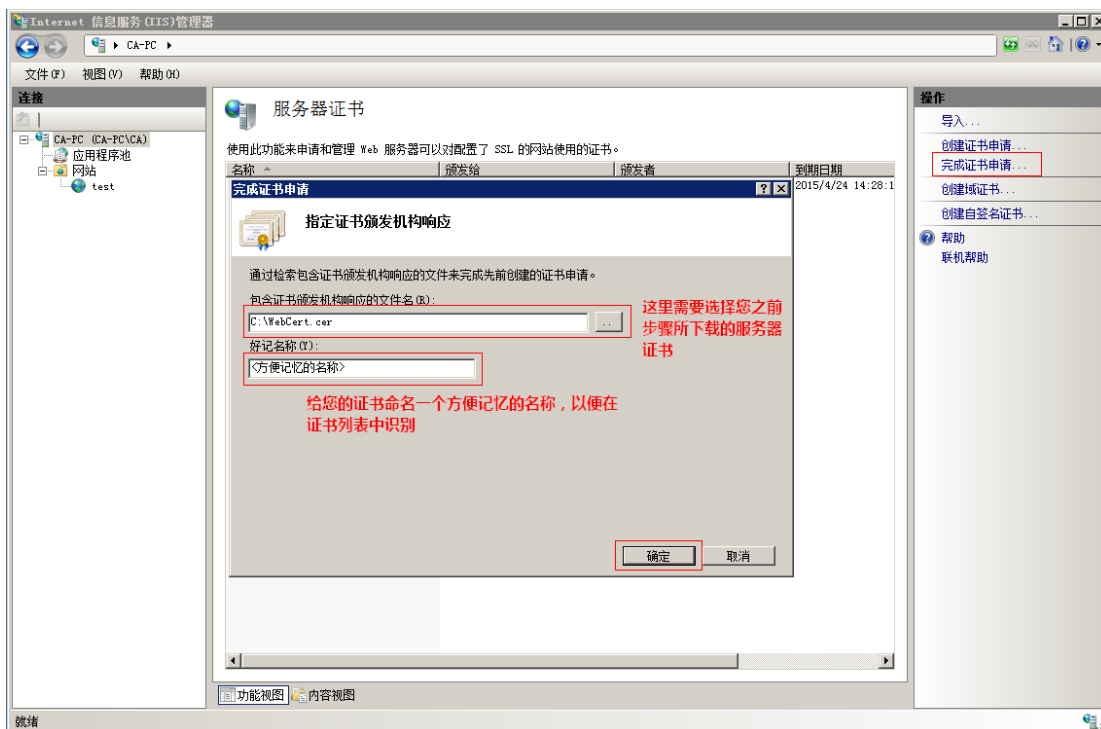 Internet 信息服务(IIS)管理器
CA-PC
文件(F) 视图(V) 帮助(H)
连接
CA-PC (CA-PC\CA)
应用程序池
网站
test
服务器证书
使用此功能来申请和管理 Web 服务器可以对配置了 SSL 的网站使用的证书。
名称 颁发给 颁发者 到期日期
2015/4/24 14:28:1
完成证书申请
指定证书颁发机构响应
通过检索包含证书颁发机构响应的文件来完成先前创建的证书申请。
包含证书颁发机构响应的文件名(R):
C:\WebCert.cer
..
好记名称(Y):
<方便记忆的名称>
这里需要选择您之前
步骤所下载的服务器
证书
给您的证书命名一个方便记忆的名称，以便在
证书列表中识别
确定 取消
功能视图 内容视图
操作
导入...
创建证书申请...
完成证书申请...
创建域证书...
创建自签名证书...
帮助
联机帮助
就绪